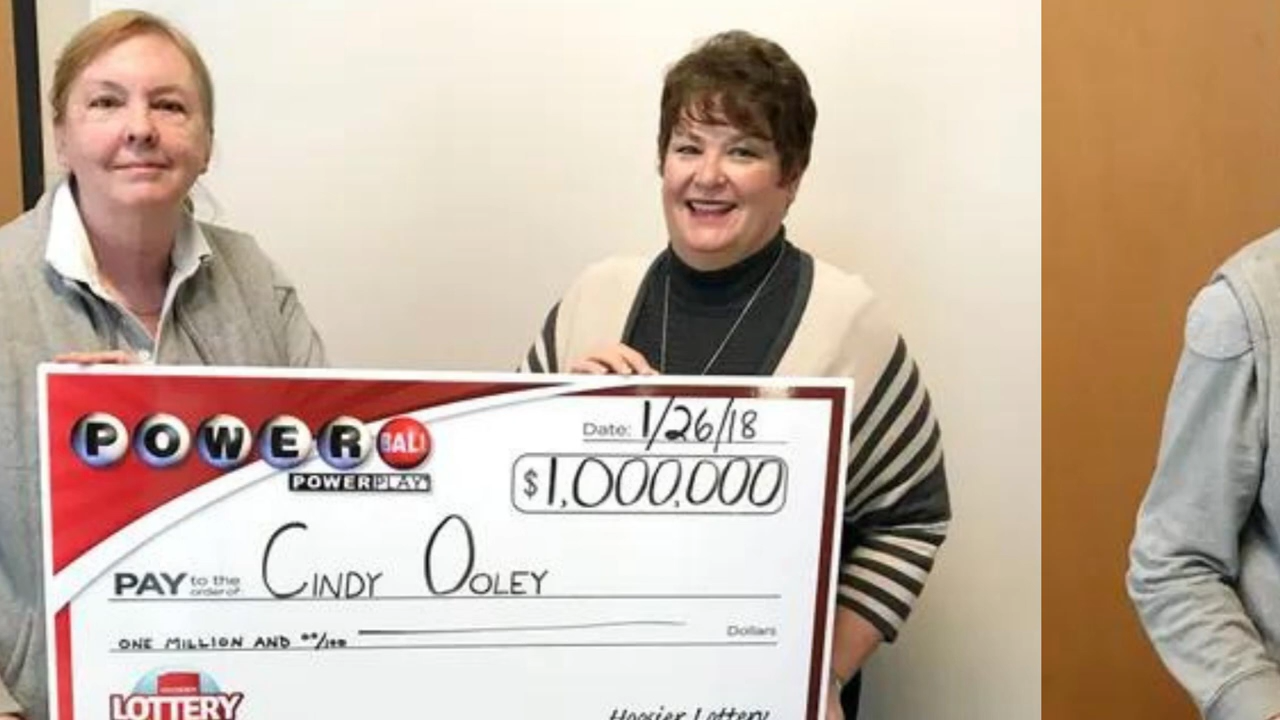 POWERBALL
POWERPLAY
Date: 1/26/18
$1,000,000
PAY to the order of: CINDY OOLEY
ONE MILLION AND 00/100 Dollars
LOTTERY
Hoosier Lottery